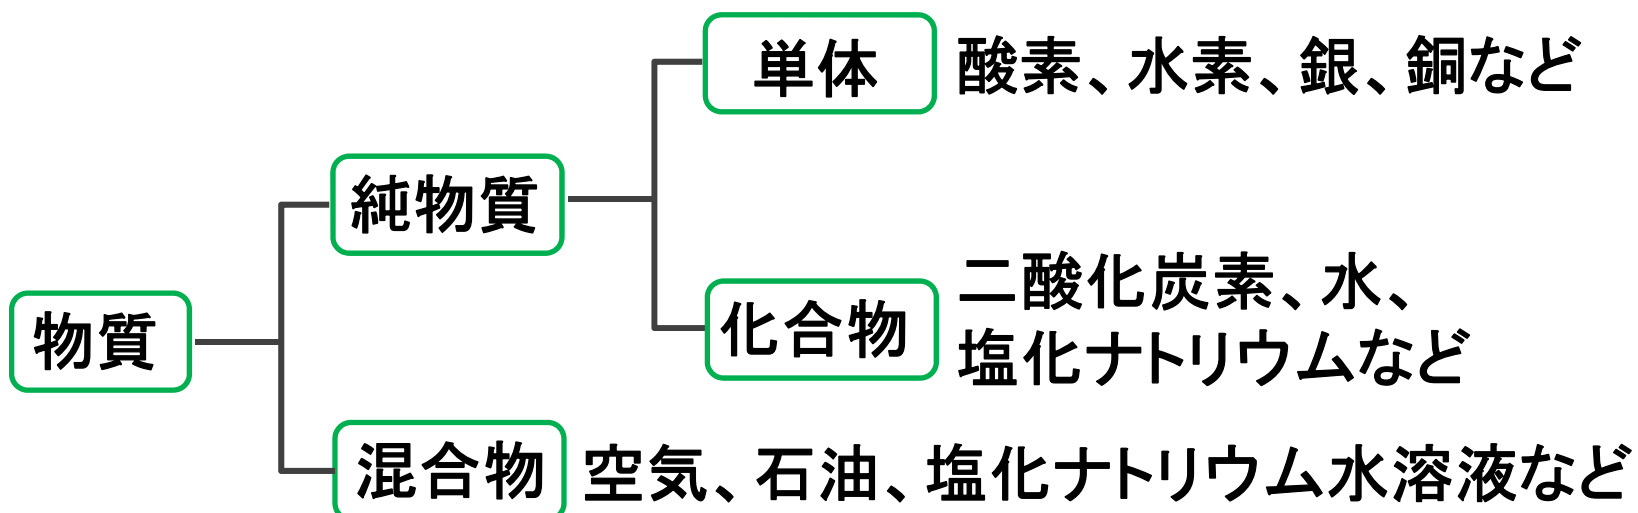 単体
酸素、水素、銀、銅など
純物質
物質
化合物
二酸化炭素、水、
塩化ナトリウムなど
混合物
空気、石油、塩化ナトリウム水溶液など